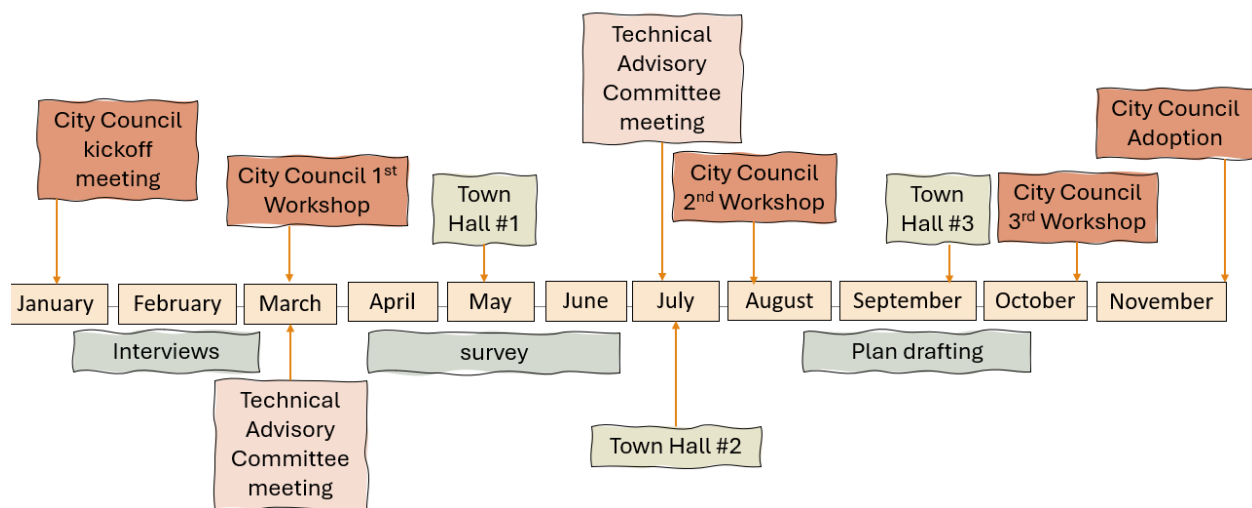 Technical
Advisory
Committee
meeting
City Council
kickoff
meeting
City Council
Adoption
City Council 1st
Workshop
Town
Hall #1
City Council
2nd Workshop
Town
Hall #3
City Council
3rd Workshop
January
February
March
April
May
June
July
August
September
October
November
Interviews
survey
Plan drafting
Technical
Advisory
Committee
meeting
Town Hall #2